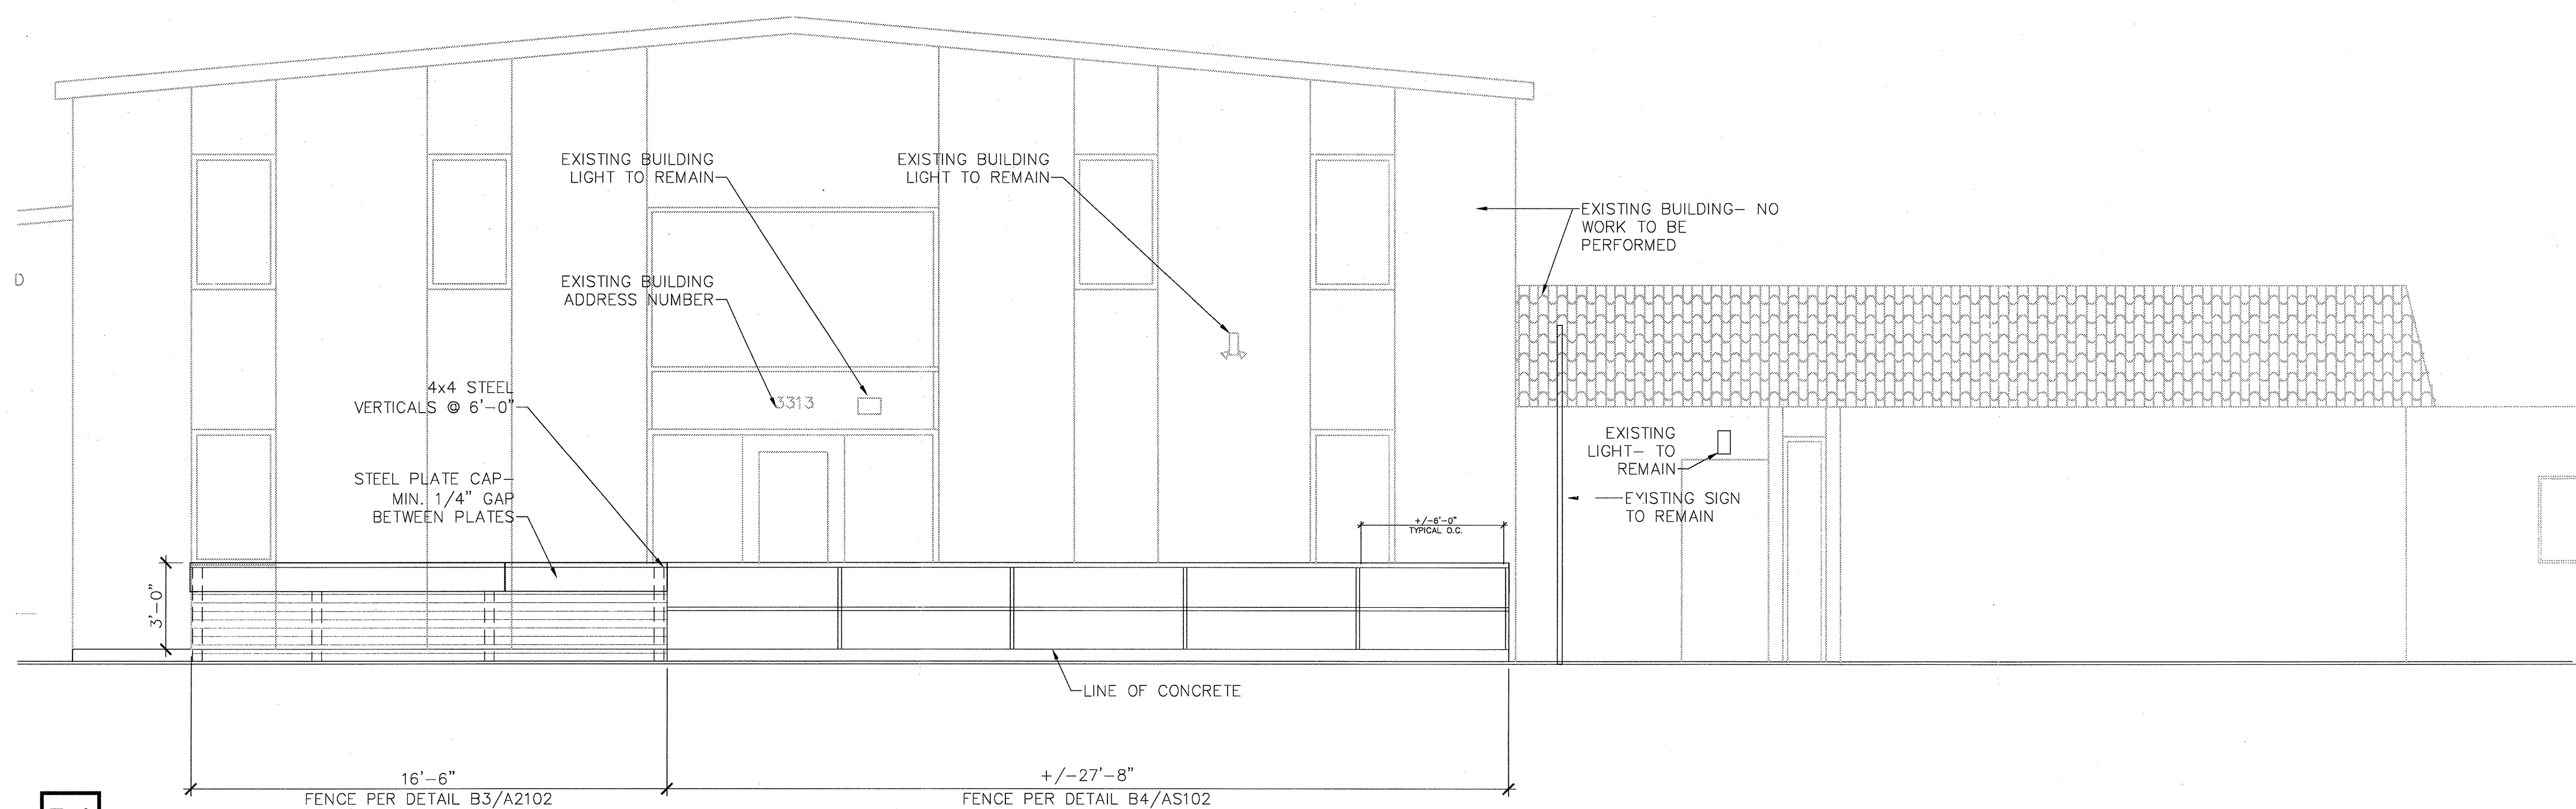 EXISTING BUILDING
LIGHT TO REMAIN
EXISTING BUILDING
LIGHT TO REMAIN
EXISTING BUILDING- NO
WORK TO BE
PERFORMED
D
EXISTING BUILDING
ADDRESS NUMBER
3313
4x4 STEEL
VERTICALS @ 6'-0"
EXISTING
LIGHT- TO
REMAIN
STEEL PLATE CAP-
MIN. 1/4" GAP
BETWEEN PLATES
EXISTING SIGN
TO REMAIN
+/-6'-0"
TYPICAL O.C.
3'-0"
LINE OF CONCRETE
16'-6"
FENCE PER DETAIL B3/A2102
+/-27'-8"
FENCE PER DETAIL B4/AS102